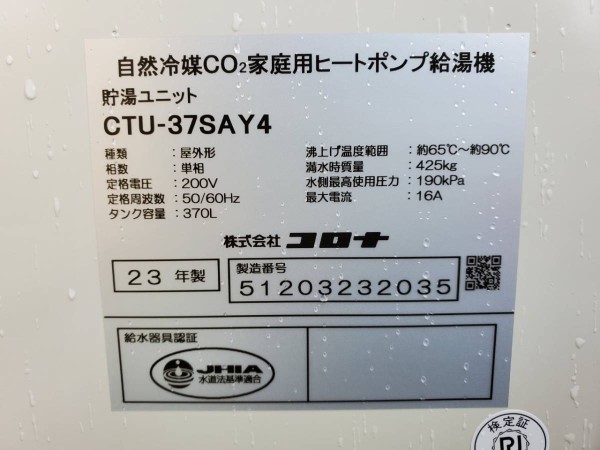 自然冷媒CO₂家庭用ヒートポンプ給湯機
貯湯ユニット
CTU-37SAY4
種類 : 屋外形
相数 : 単相
定格電圧 : 200V
定格周波数 : 50/60Hz
タンク容量 : 370L
沸上げ温度範囲 : 約65℃~約90℃
満水時質量 : 425kg
水側最高使用圧力 : 190kPa
最大電流 : 16A
株式会社 コロナ
23 年製
製造番号
51203232035
給水器具認証
JHIA
水道法基準適合
検定証